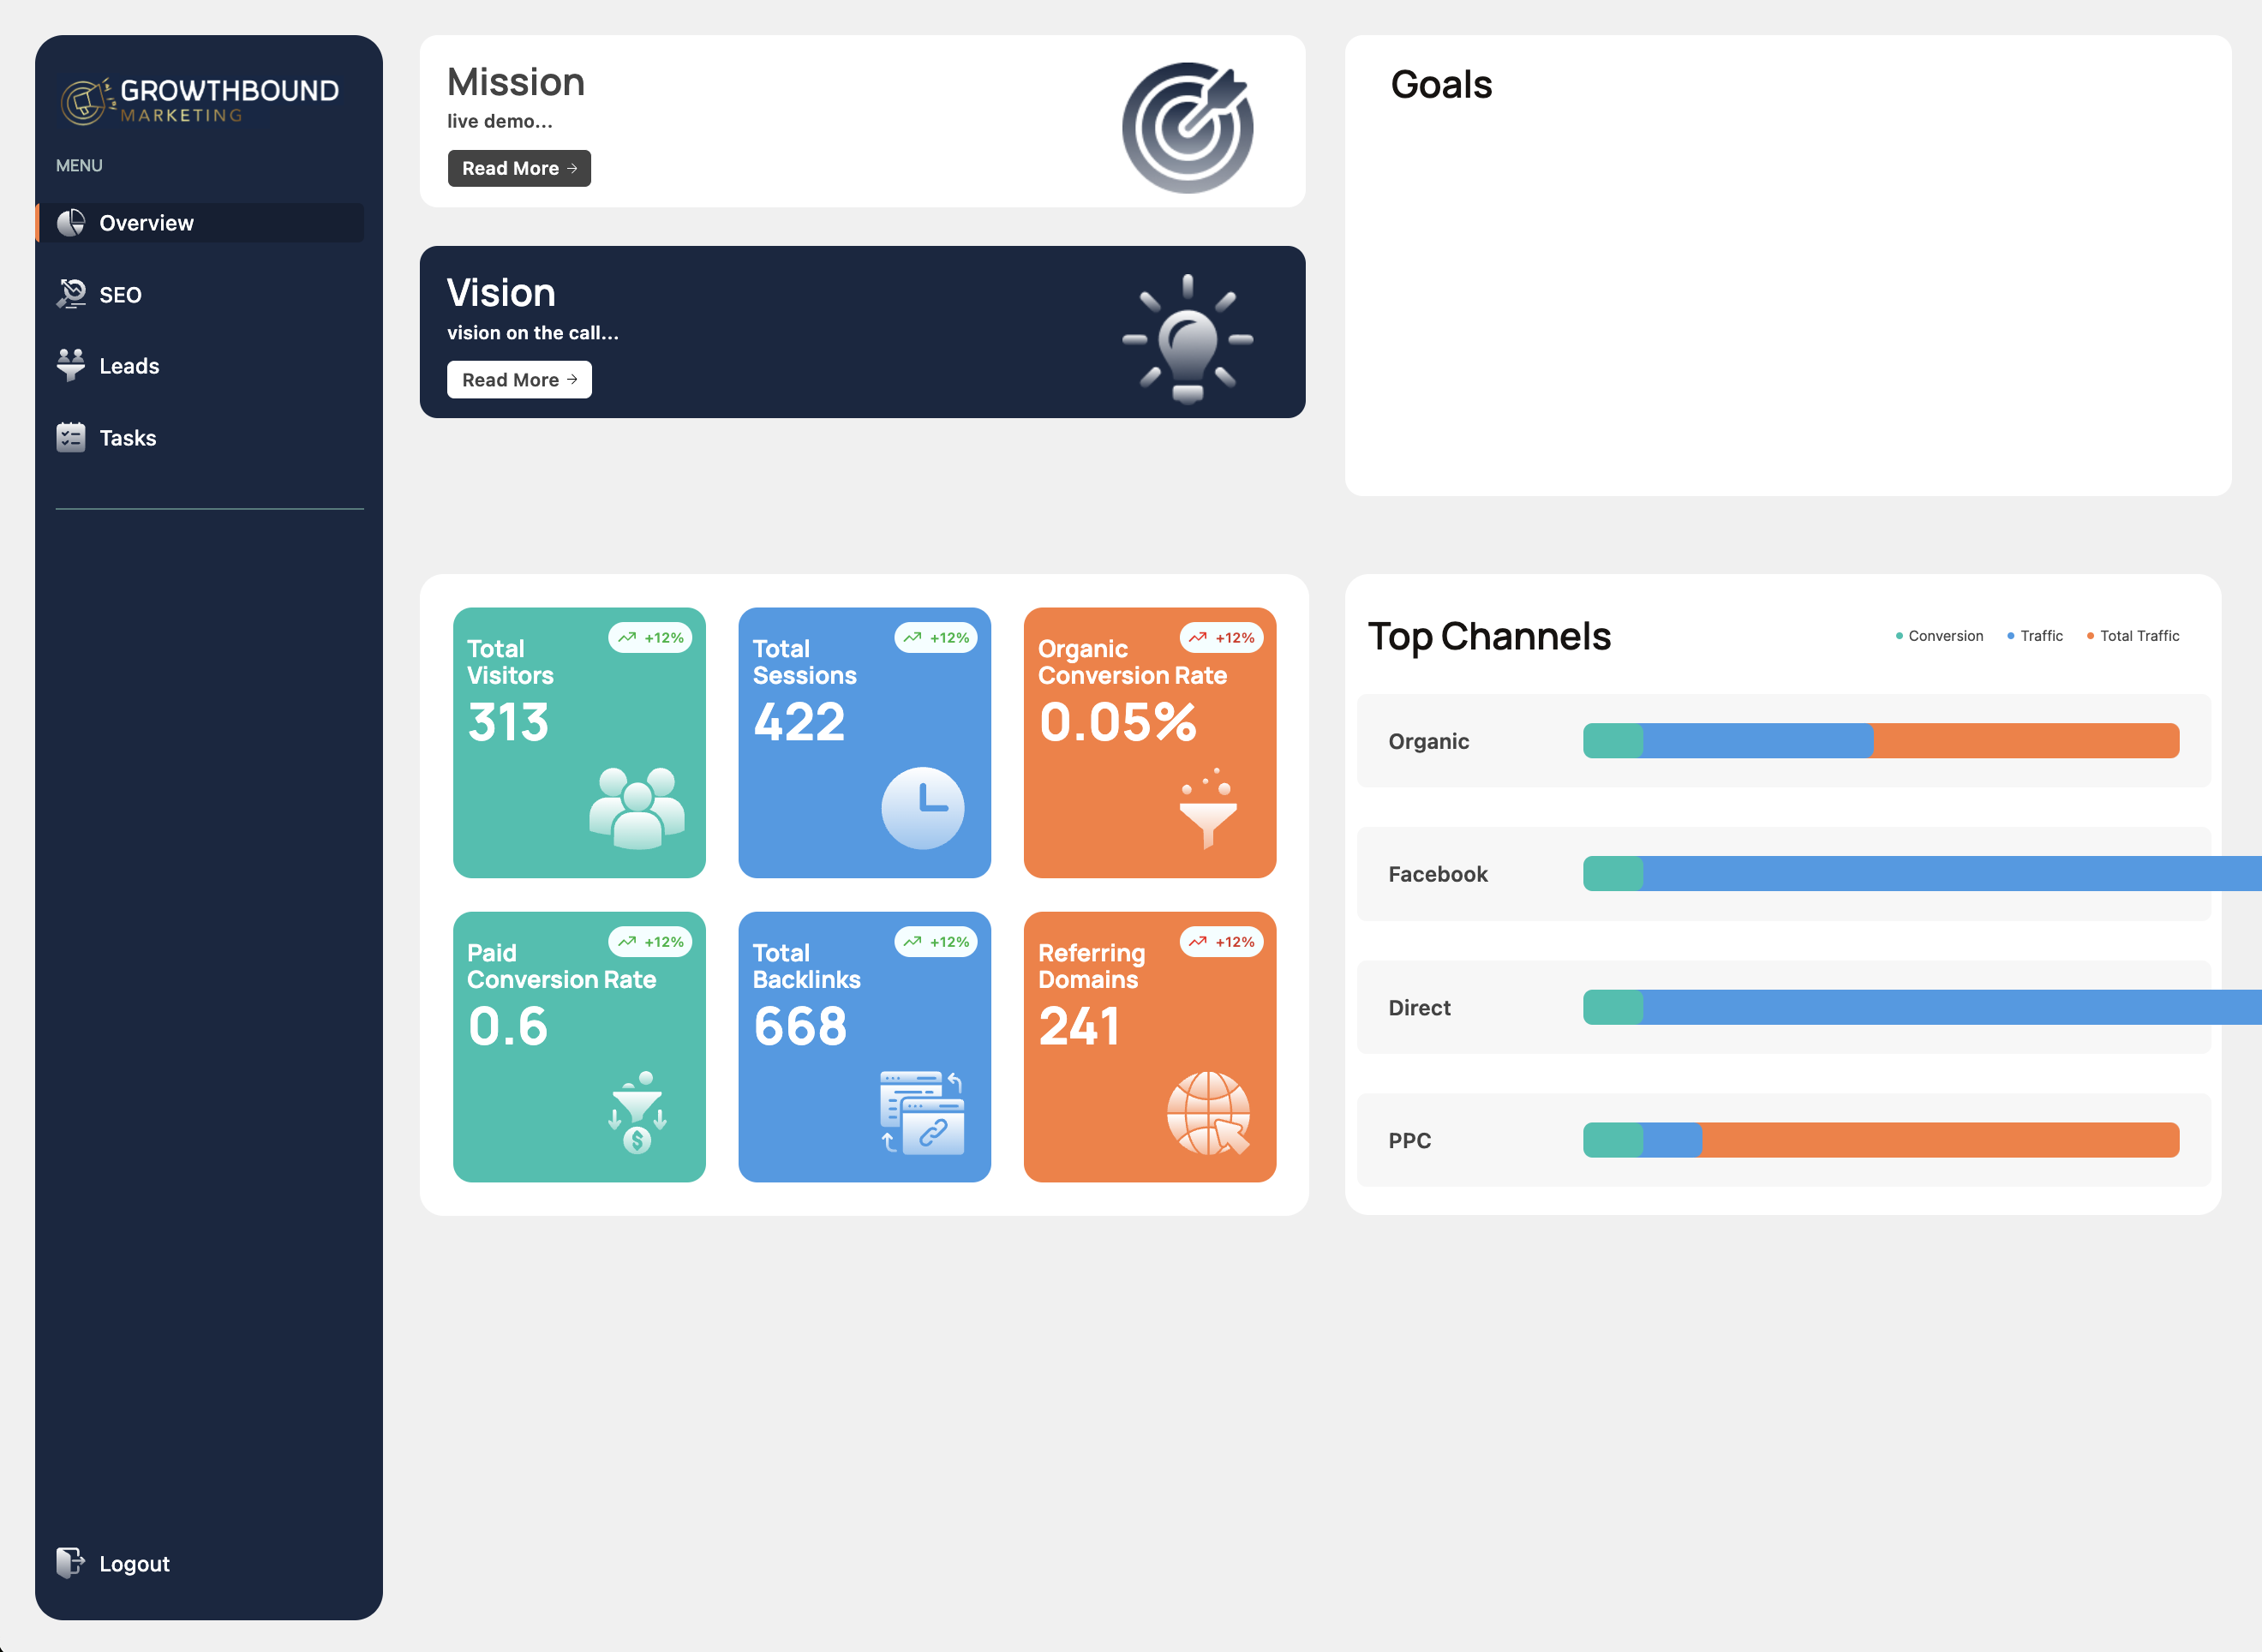 GROWTHBOUND
MARKETING
MENU
Overview
SEO
Leads
Tasks
Logout
Mission
live demo...
Read More →
Vision
vision on the call...
Read More →
Goals
Total
Visitors
+12%
313
Total
Sessions
+12%
422
Organic
Conversion Rate
+12%
0.05%
Paid
Conversion Rate
+12%
0.6
Total
Backlinks
+12%
668
Referring
Domains
+12%
241
Top Channels
Conversion
Traffic
Total Traffic
Organic
Facebook
Direct
PPC